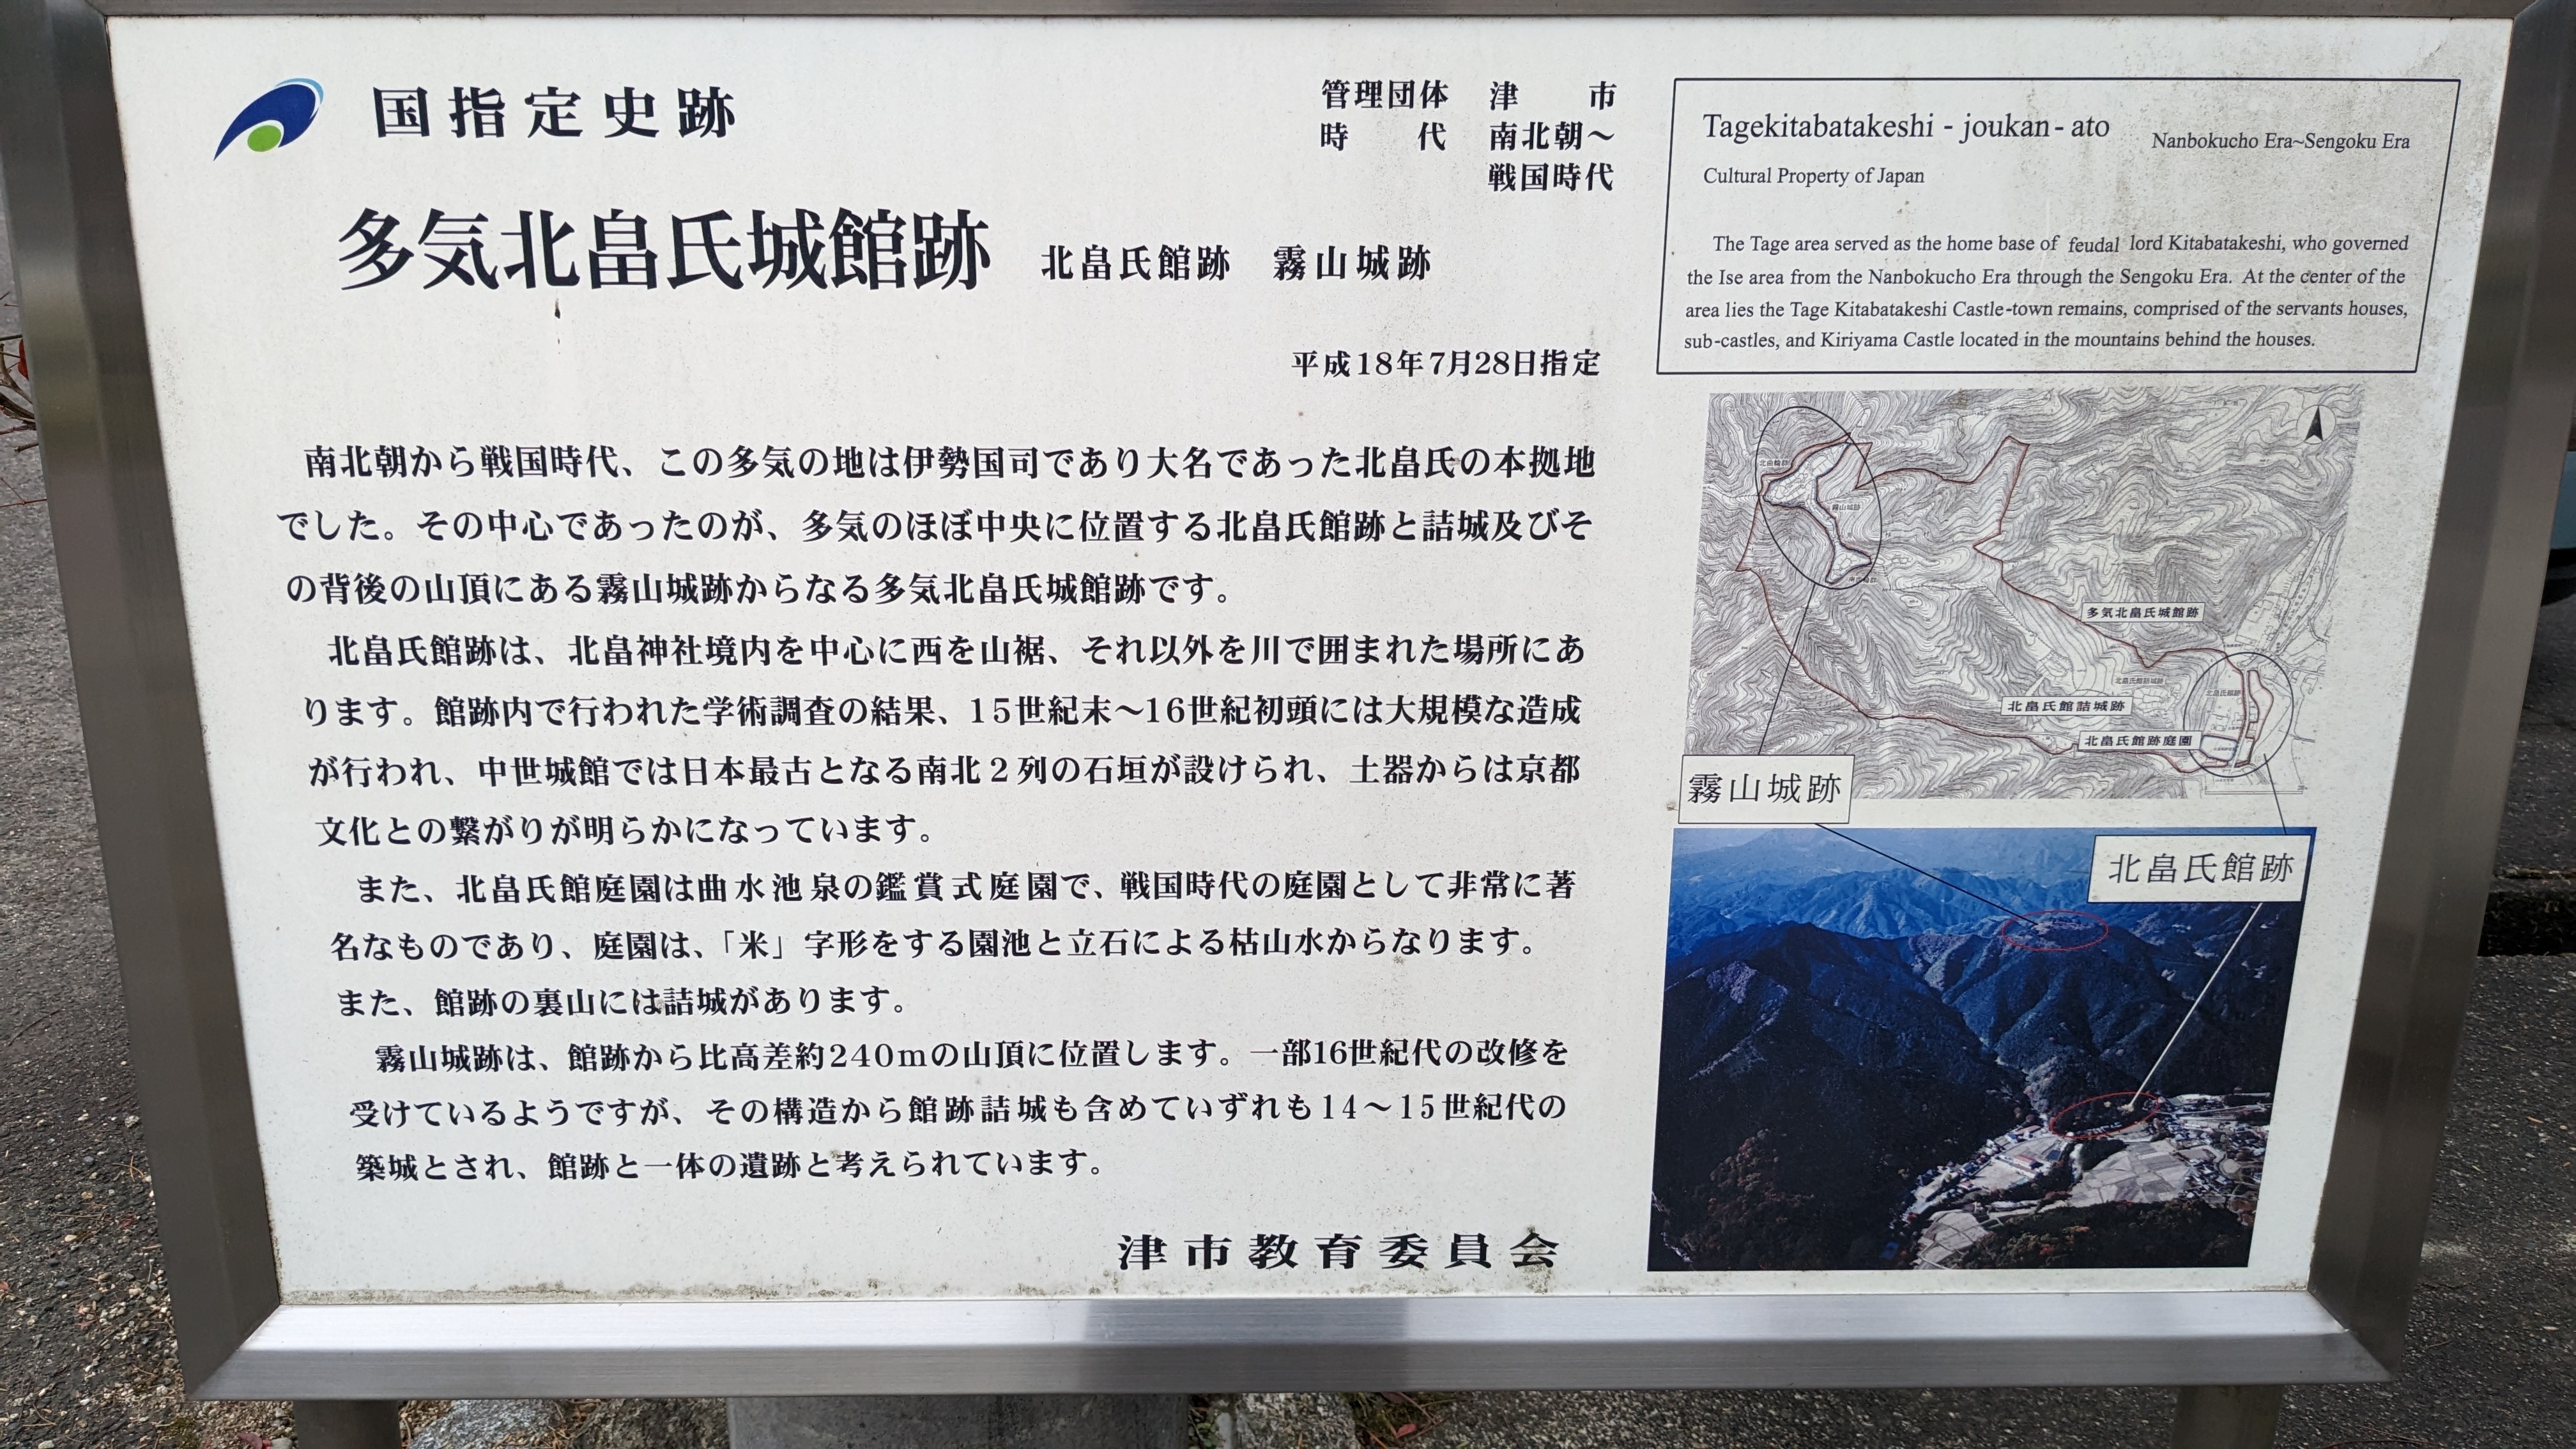 国指定史跡
管理団体　津　　市
時　　代　南北朝～
戦国時代
多気北畠氏城館跡　北畠氏館跡　霧山城跡
平成18年7月28日指定
南北朝から戦国時代、この多気の地は伊勢国司であり大名であった北畠氏の本拠地
でした。その中心であったのが、多気のほぼ中央に位置する北畠氏館跡と詰城及びそ
の背後の山頂にある霧山城跡からなる多気北畠氏城館跡です。
北畠氏館跡は、北畠神社境内を中心に西を山裾、それ以外を川で囲まれた場所にあ
ります。館跡内で行われた学術調査の結果、15世紀末～16世紀初頭には大規模な造成
が行われ、中世城館では日本最古となる南北２列の石垣が設けられ、土器からは京都
文化との繋がりが明らかになっています。
また、北畠氏館庭園は曲水池泉の鑑賞式庭園で、戦国時代の庭園として非常に著
名なものであり、庭園は、「米」字形をする園池と立石による枯山水からなります。
また、館跡の裏山には詰城があります。
霧山城跡は、館跡から比高差約240mの山頂に位置します。一部16世紀代の改修を
受けているようですが、その構造から館跡詰城も含めていずれも14～15世紀代の
築城とされ、館跡と一体の遺跡と考えられています。
津市教育委員会
Tagekitabatakeshi - joukan - ato　Nanbokucho Era~Sengoku Era
Cultural Property of Japan
The Tage area served as the home base of feudal lord Kitabatakeshi, who governed
the Ise area from the Nanbokucho Era through the Sengoku Era. At the center of the
area lies the Tage Kitabatakeshi Castle-town remains, comprised of the servants houses,
sub-castles, and Kiriyama Castle located in the mountains behind the houses.
霧山城跡
多気北畠氏城館跡
北畠氏館詰城跡
北畠氏館跡庭園
霧山城跡
北畠氏館跡